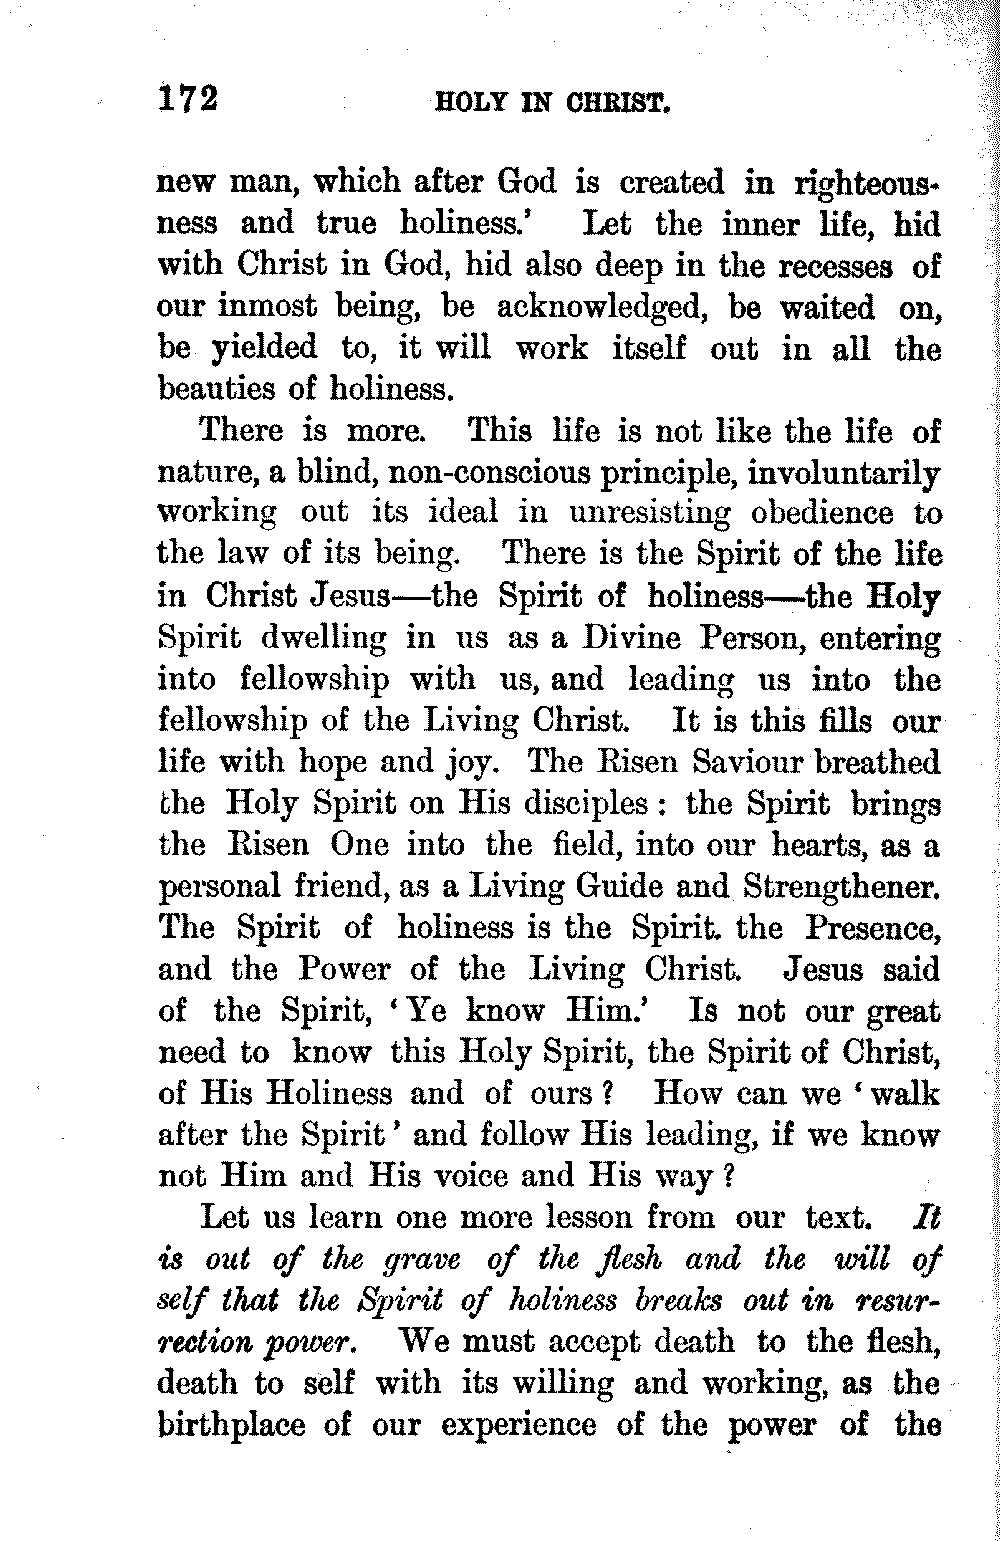 172 HOLY IN CHRIST.
new man, which after God is created in righteous-
ness and true holiness.' Let the inner life, hid
with Christ in God, hid also deep in the recesses of
our inmost being, be acknowledged, be waited on,
be yielded to, it will work itself out in all the
beauties of holiness.
There is more. This life is not like the life of
nature, a blind, non-conscious principle, involuntarily
working out its ideal in unresisting obedience to
the law of its being. There is the Spirit of the life
in Christ Jesus—the Spirit of holiness—the Holy
Spirit dwelling in us as a Divine Person, entering
into fellowship with us, and leading us into the
fellowship of the Living Christ. It is this fills our
life with hope and joy. The Risen Saviour breathed
the Holy Spirit on His disciples: the Spirit brings
the Risen One into the field, into our hearts, as a
personal friend, as a Living Guide and Strengthener.
The Spirit of holiness is the Spirit. the Presence,
and the Power of the Living Christ. Jesus said
of the Spirit, 'Ye know Him.' Is not our great
need to know this Holy Spirit, the Spirit of Christ,
of His Holiness and of ours? How can we 'walk
after the Spirit' and follow His leading, if we know
not Him and His voice and His way?
Let us learn one more lesson from our text. It
is out of the grave of the flesh and the will of
self that the Spirit of holiness breaks out in resur-
rection power. We must accept death to the flesh,
death to self with its willing and working, as the
birthplace of our experience of the power of the